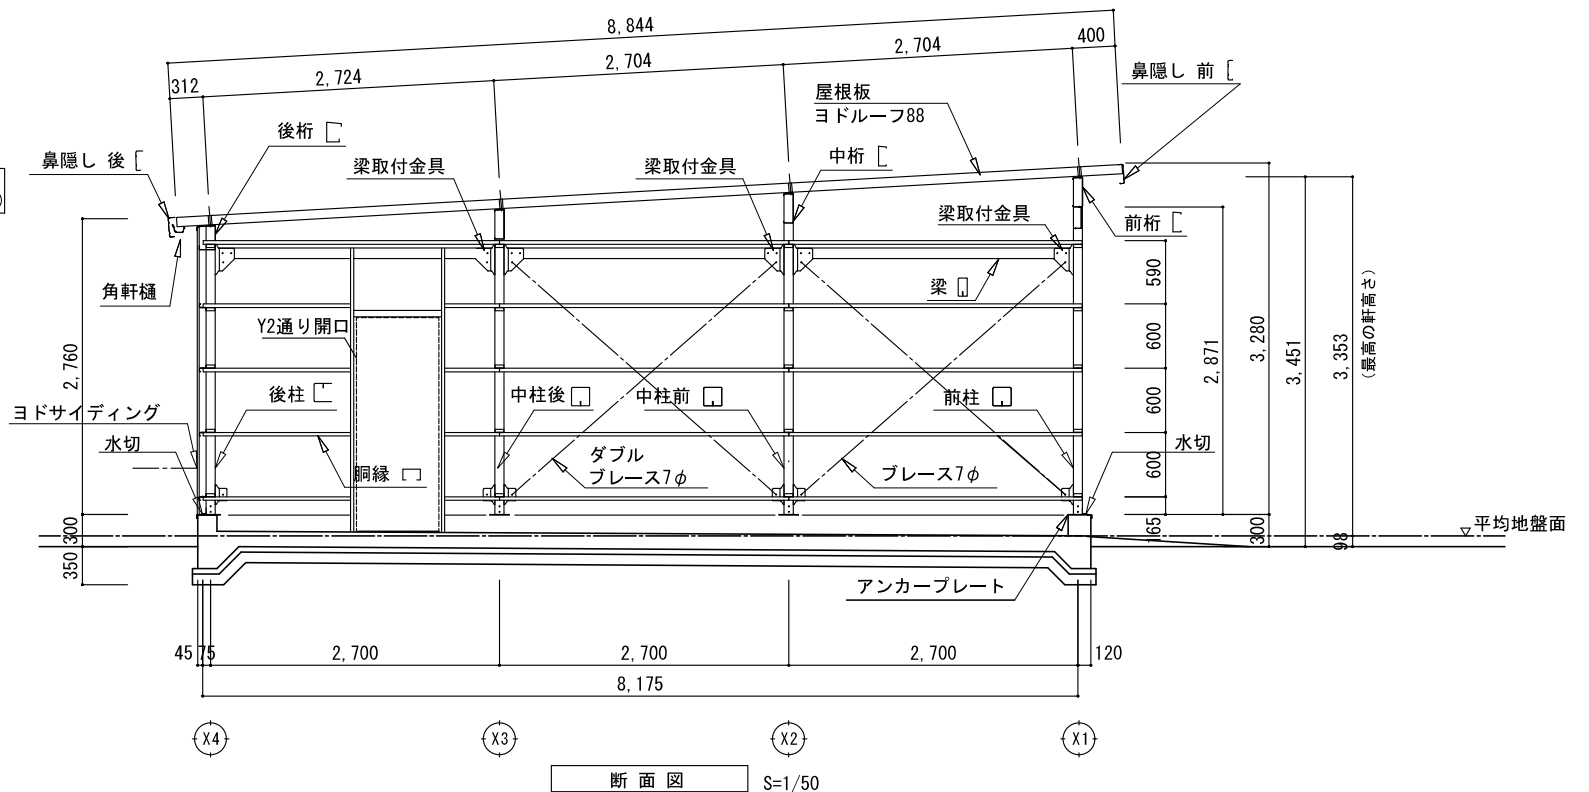 8,844
312
2,724
2,704
2,704
400
鼻隠し 前
屋根板
ヨドルーフ88
後桁
中桁
鼻隠し 後
梁取付金具
梁取付金具
梁取付金具
前桁
角軒樋
梁
Y2通り開口
590
600
600
600
165
2,871
3,280
300
3,451
3,353
98
(最高の軒高さ)
2,760
300
350
後柱
中柱後
中柱前
前柱
ヨドサイディング
水切
水切
胴縁
ダブル
ブレース7φ
ブレース7φ
平均地盤面
アンカープレート
45
75
2,700
2,700
2,700
120
8,175
X4
X3
X2
X1
断面図
S=1/50